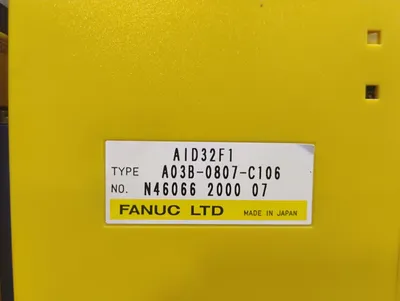 AID32F1
TYPE A03B-0807-C106
NO. N46066 2000 07
FANUC LTD MADE IN JAPAN